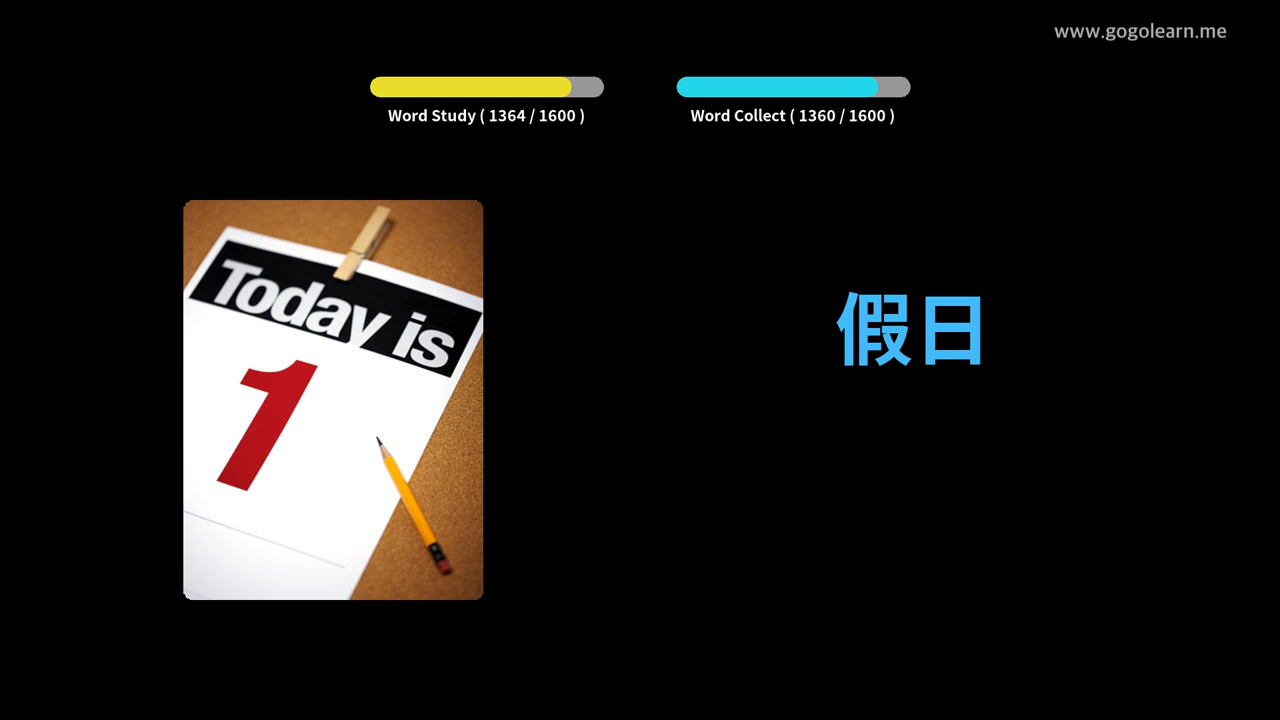 www.gogolearn.me
Word Study ( 1364 / 1600 )
Word Collect ( 1360 / 1600 )
Today is
1
假日